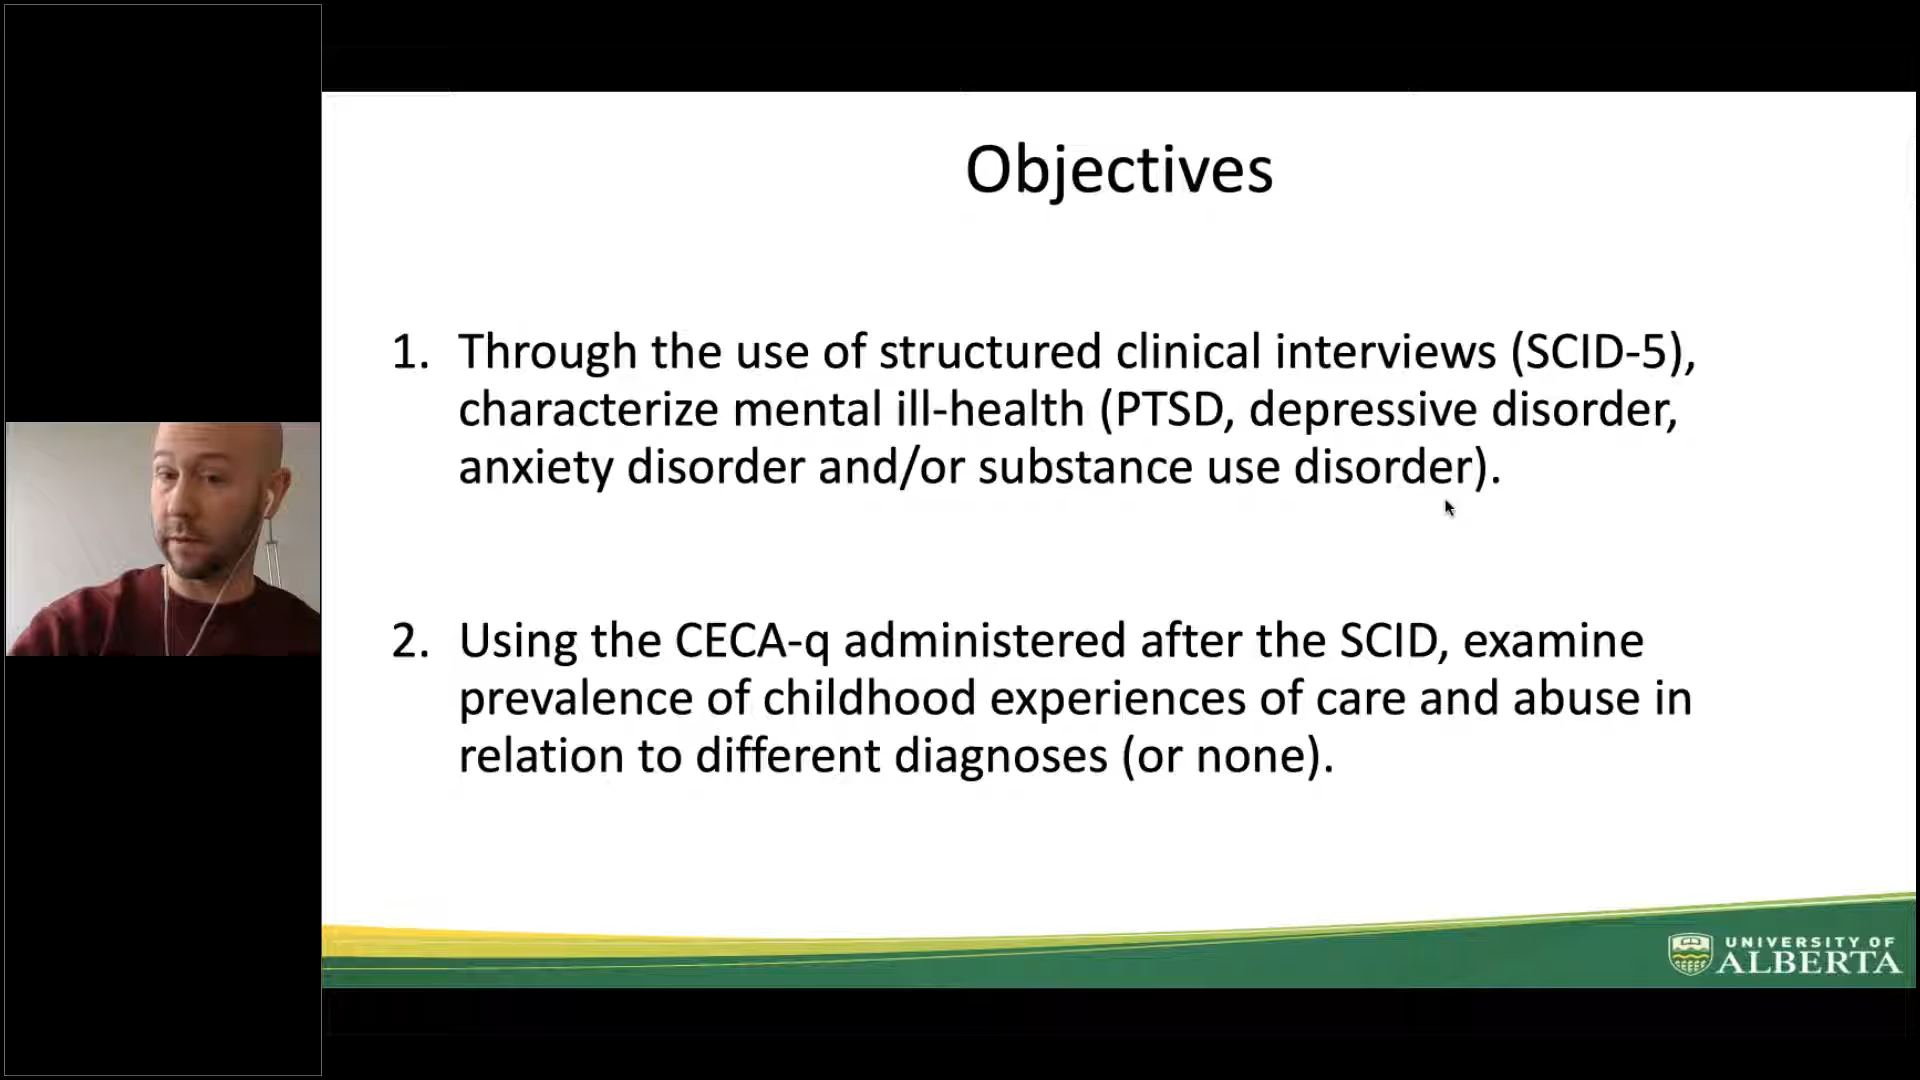 Objectives
1. Through the use of structured clinical interviews (SCID-5),
characterize mental ill-health (PTSD, depressive disorder,
anxiety disorder and/or substance use disorder).
2. Using the CECA-q administered after the SCID, examine
prevalence of childhood experiences of care and abuse in
relation to different diagnoses (or none).
UNIVERSITY OF
ALBERTA